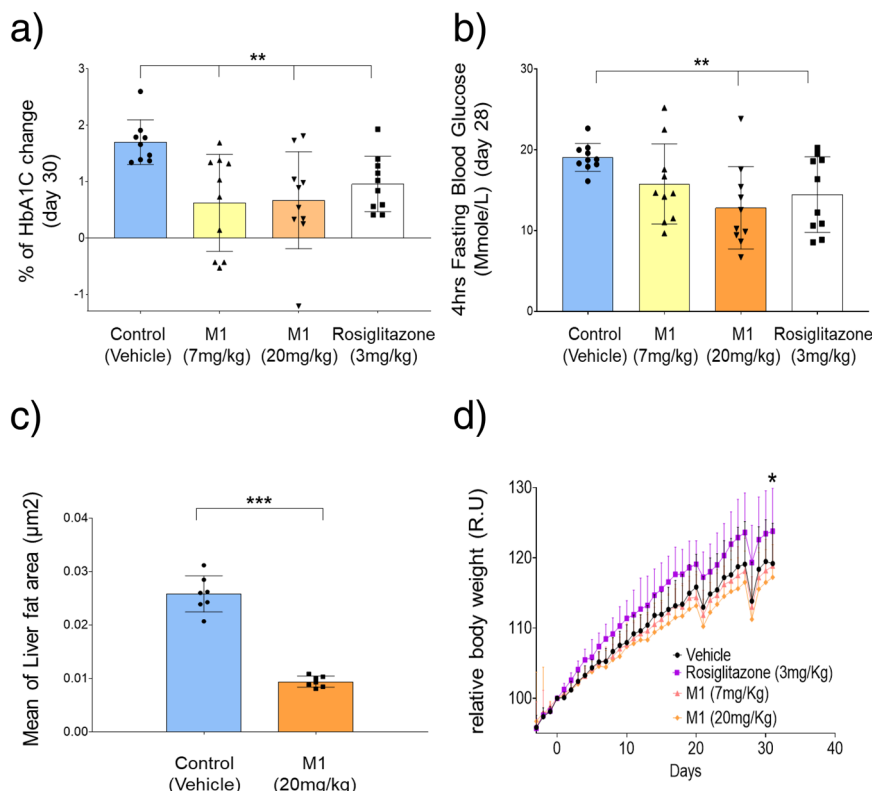 a)
**
% of HbA1C change
(day 30)
3
2
1
0
-1
Control
(Vehicle)
M1
(7mg/kg)
M1
(20mg/kg)
Rosiglitazone
(3mg/kg)
b)
**
4hrs Fasting Blood Glucose
(Mmole/L) (day 28)
30
20
10
0
Control
(Vehicle)
M1
(7mg/kg)
M1
(20mg/kg)
Rosiglitazone
(3mg/kg)
c)
***
Mean of Liver fat area (µm2)
0.04
0.03
0.02
0.01
0.00
Control
(Vehicle)
M1
(20mg/kg)
d)
*
relative body weight (R.U)
130
120
110
100
Vehicle
Rosiglitazone (3mg/Kg)
M1 (7mg/Kg)
M1 (20mg/Kg)
0
10
20
30
40
Days